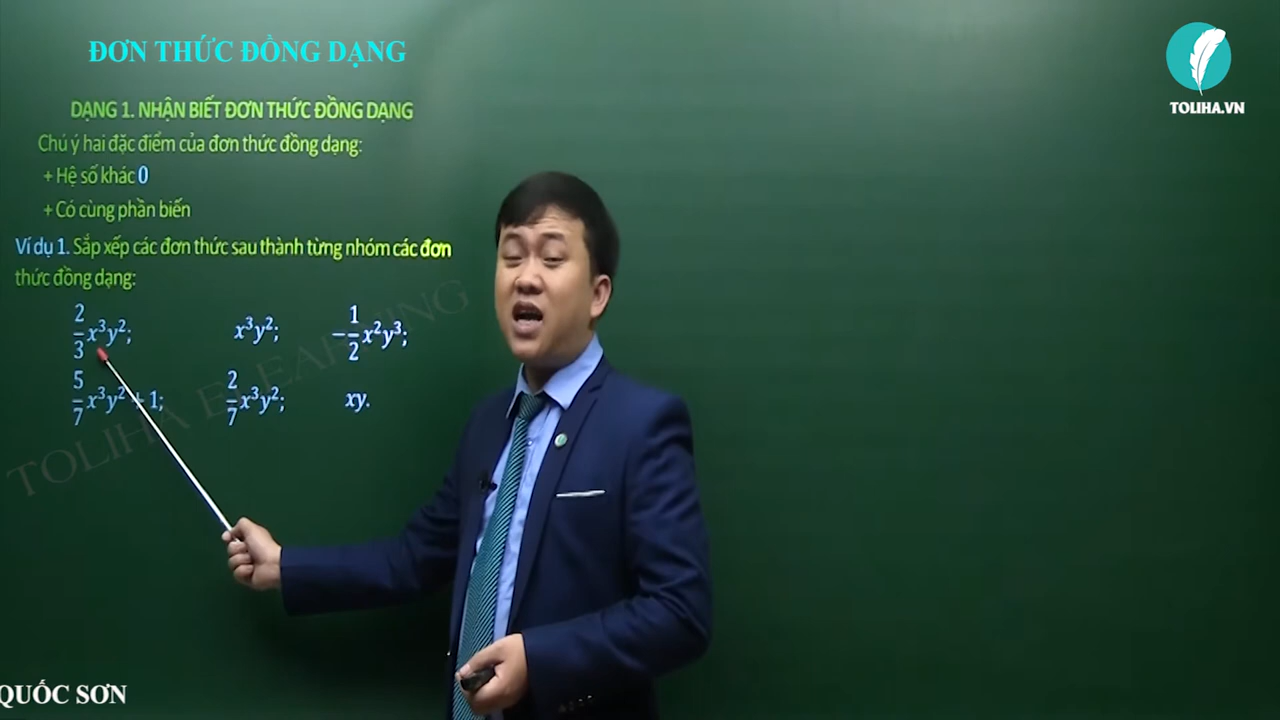 ĐƠN THỨC ĐỒNG DẠNG
TOLIHA.VN
DẠNG 1. NHẬN BIẾT ĐƠN THỨC ĐỒNG DẠNG
Chú ý hai đặc điểm của đơn thức đồng dạng:
+ Hệ số khác 0
+ Có cùng phần biến
Ví dụ 1. Sắp xếp các đơn thức sau thành từng nhóm các đơn
thức đồng dạng:
2/3 x³y²; x³y²; −1/2 x²y³;
5/7 x³y² + 1; 2/7 x³y²; xy.
TOLIHA E-LEARNING
QUỐC SƠN